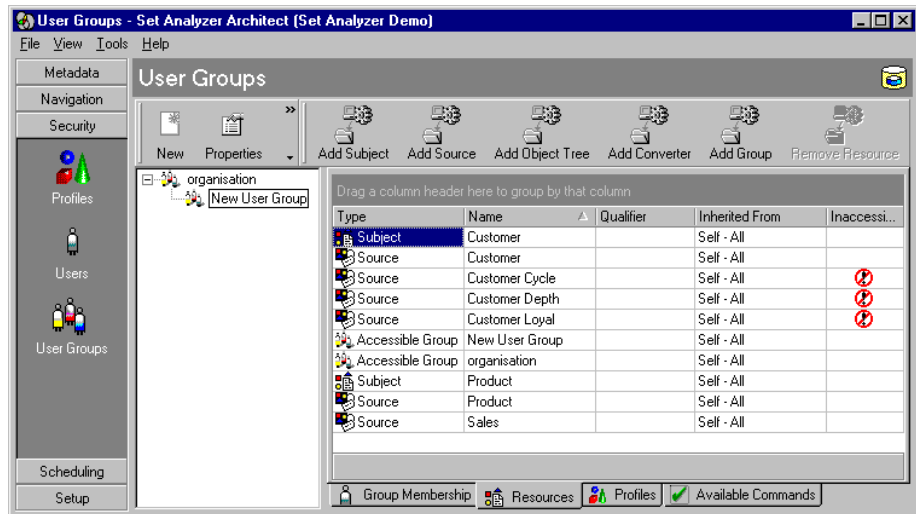 User Groups - Set Analyzer Architect (Set Analyzer Demo)
File View Tools Help
Metadata
Navigation
Security
Profiles
Users
User Groups
Scheduling
Setup
User Groups
New Properties » Add Subject Add Source Add Object Tree Add Converter Add Group Remove Resource
organisation
New User Group
Drag a column header here to group by that column
Type Name Qualifier Inherited From Inaccessi...
Subject Customer Self - All
Source Customer Self - All
Source Customer Cycle Self - All
Source Customer Depth Self - All
Source Customer Loyal Self - All
Accessible Group New User Group Self - All
Accessible Group organisation Self - All
Subject Product Self - All
Source Product Self - All
Source Sales Self - All
Group Membership Resources Profiles Available Commands